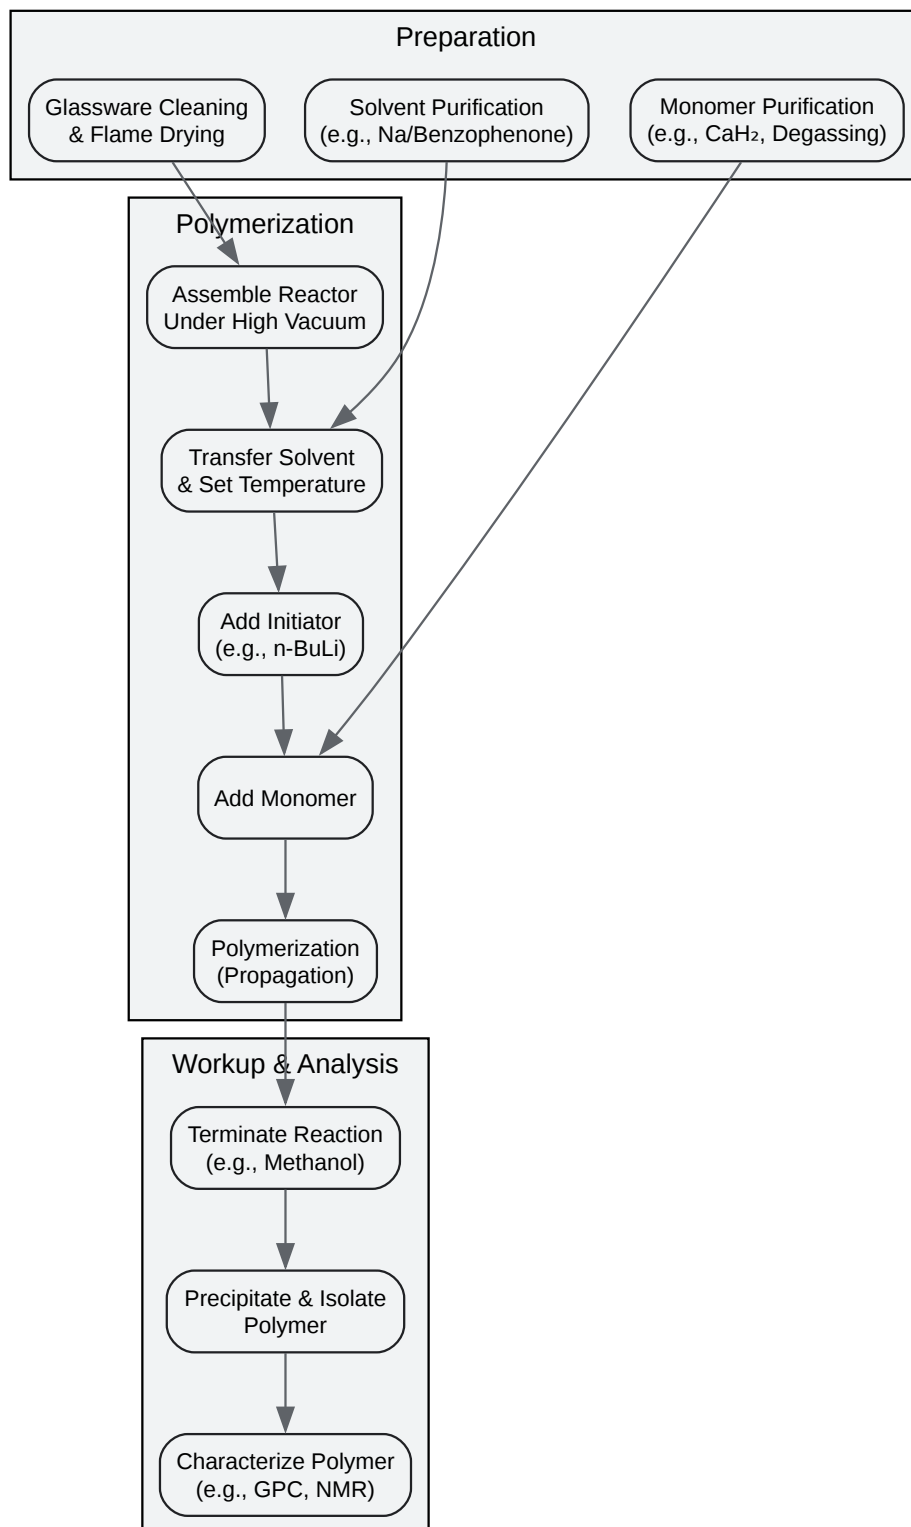 Preparation
Glassware Cleaning
& Flame Drying
Solvent Purification
(e.g., Na/Benzophenone)
Monomer Purification
(e.g., CaH₂, Degassing)
Polymerization
Assemble Reactor
Under High Vacuum
Transfer Solvent
& Set Temperature
Add Initiator
(e.g., n-BuLi)
Add Monomer
Polymerization
(Propagation)
Workup & Analysis
Terminate Reaction
(e.g., Methanol)
Precipitate & Isolate
Polymer
Characterize Polymer
(e.g., GPC, NMR)